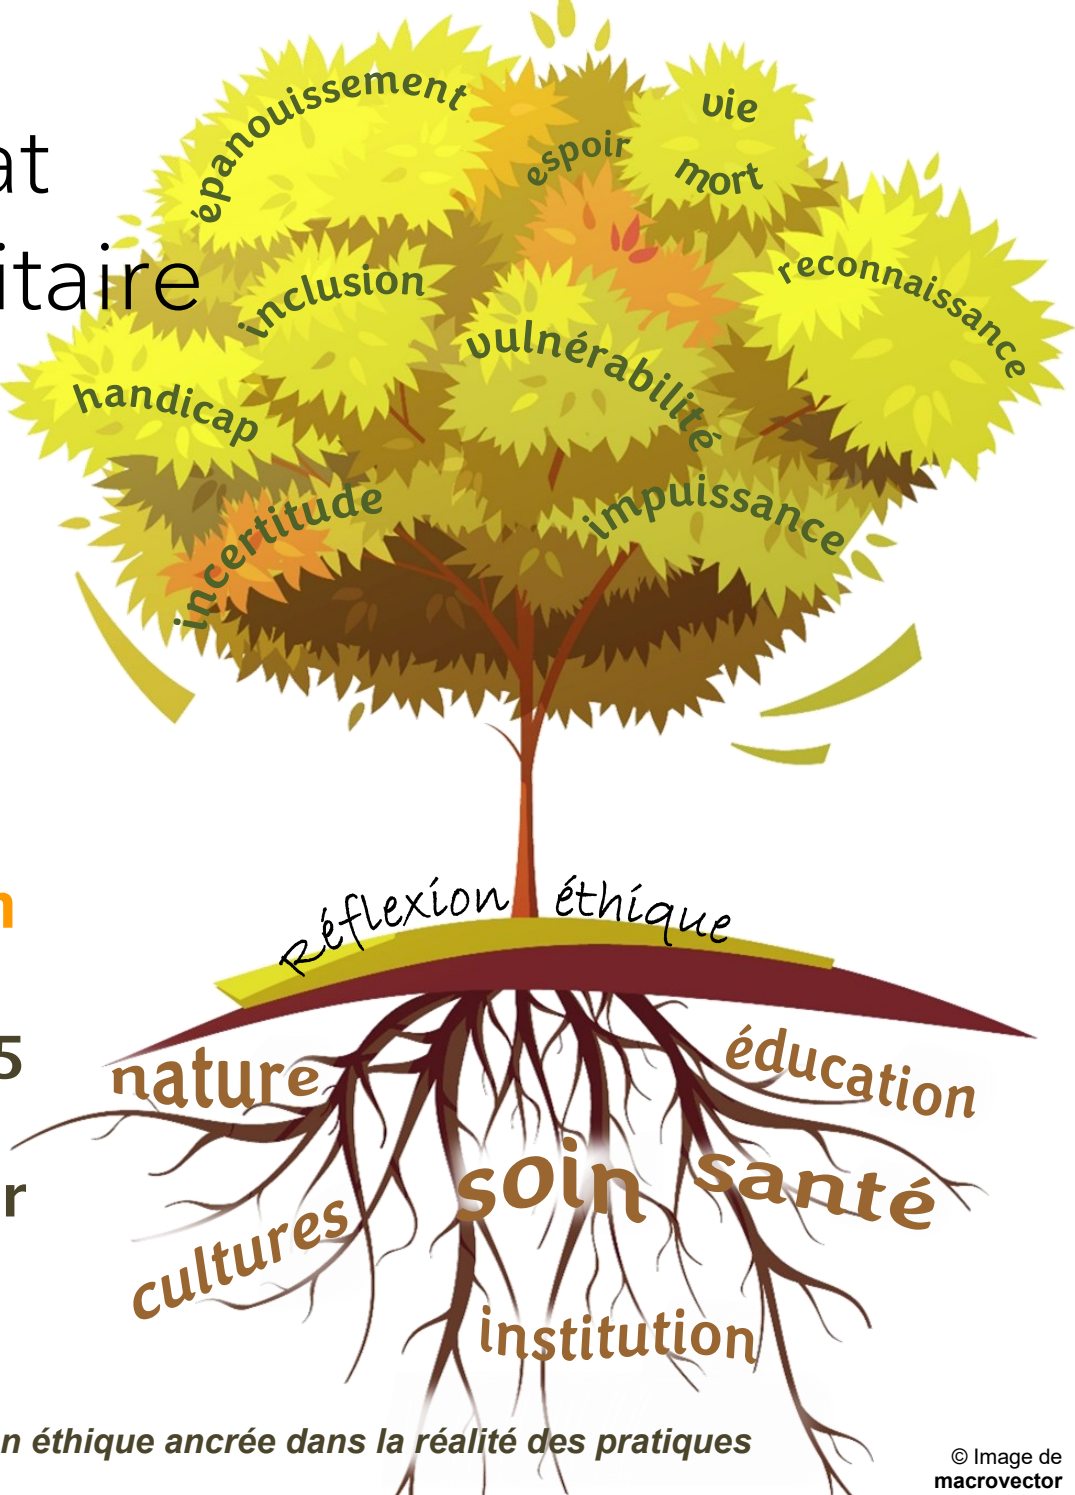 at
itaire
épanouissement
espoir
vie
mort
inclusion
reconnaissance
vulnérabilité
handicap
incertitude
impuissance
n
Réflexion éthique
5
r
nature
éducation
soin
santé
cultures
institution
n éthique ancrée dans la réalité des pratiques
© Image de
macrovector